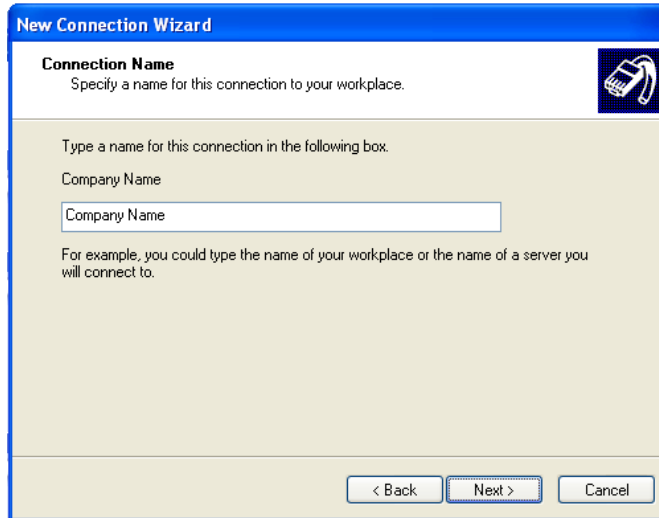 New Connection Wizard
Connection Name
Specify a name for this connection to your workplace.
Type a name for this connection in the following box.
Company Name
Company Name
For example, you could type the name of your workplace or the name of a server you
will connect to.
< Back Next > Cancel